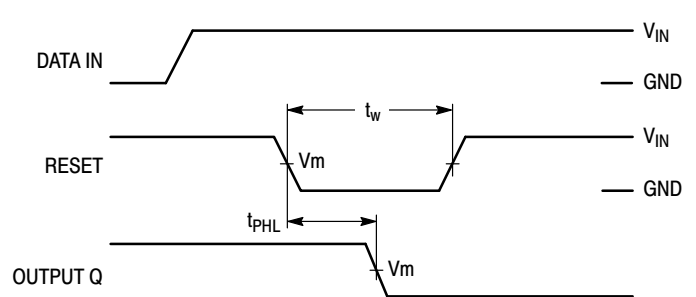 V_IN
DATA IN
GND
t_w
V_IN
RESET
Vm
GND
t_PHL
OUTPUT Q
Vm